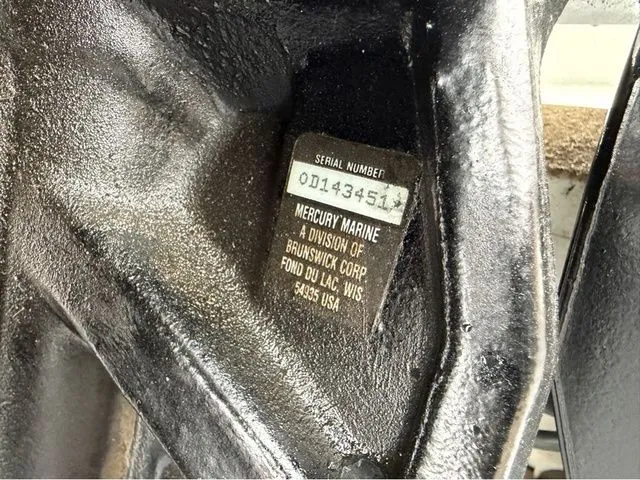 SERIAL NUMBER
0D143451*
MERCURY MARINE
A DIVISION OF
BRUNSWICK CORP
FOND DU LAC, WIS.
54935 USA